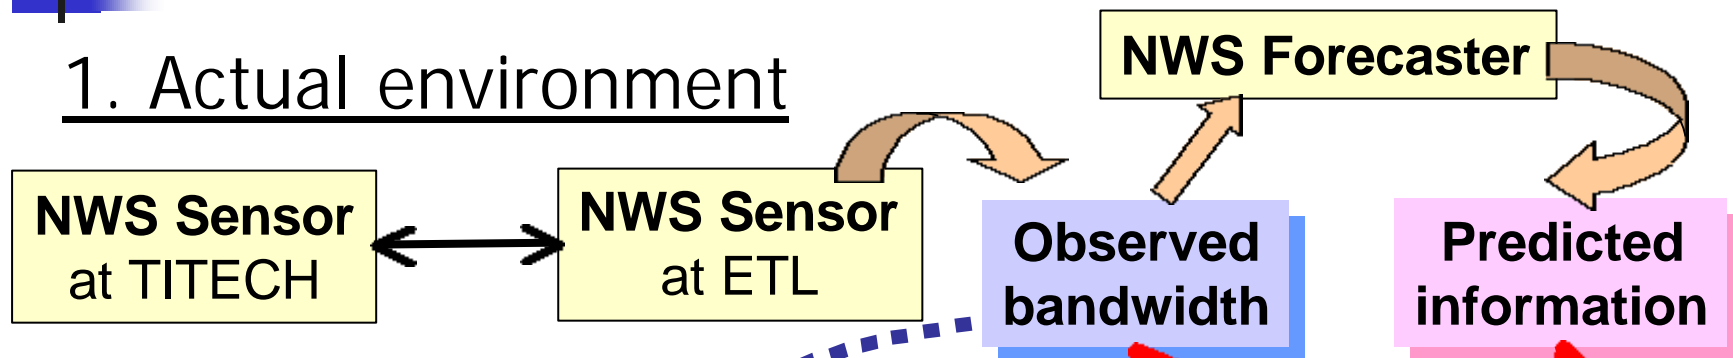 1. Actual environment
NWS Forecaster
NWS Sensor
at TITECH
NWS Sensor
at ETL
Observed
bandwidth
Predicted
information